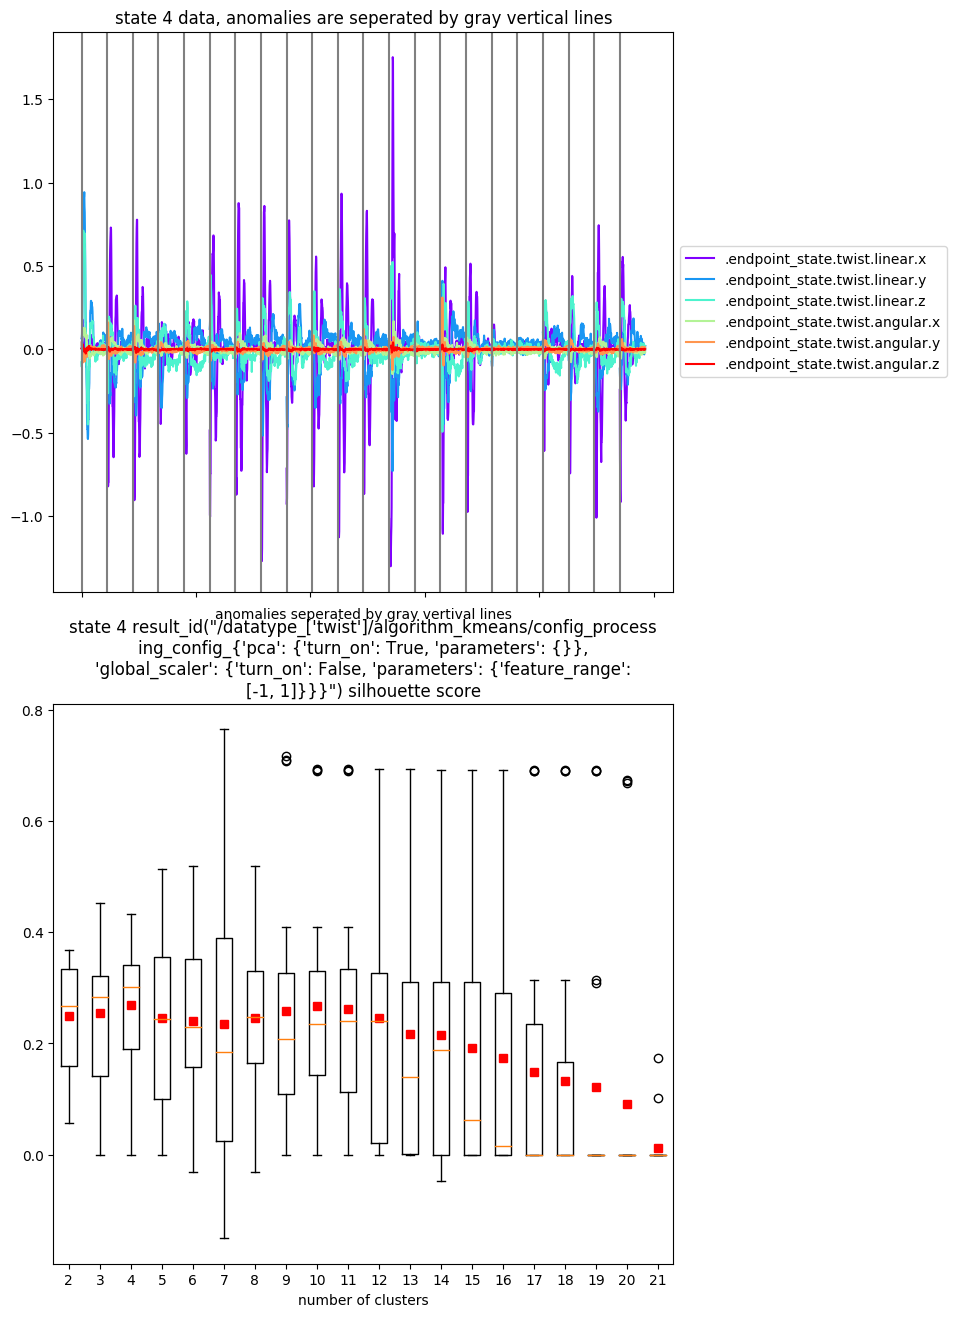 state 4 data, anomalies are seperated by gray vertical lines
1.5
1.0
0.5
0.0
−0.5
−1.0
.endpoint_state.twist.linear.x
.endpoint_state.twist.linear.y
.endpoint_state.twist.linear.z
.endpoint_state.twist.angular.x
.endpoint_state.twist.angular.y
.endpoint_state.twist.angular.z
anomalies seperated by gray vertival lines
state 4 result_id("/datatype_['twist']/algorithm_kmeans/config_process
ing_config_{'pca': {'turn_on': True, 'parameters': {}},
'global_scaler': {'turn_on': False, 'parameters': {'feature_range':
[-1, 1]}}}") silhouette score
0.8
0.6
0.4
0.2
0.0
2 3 4 5 6 7 8 9 10 11 12 13 14 15 16 17 18 19 20 21
number of clusters